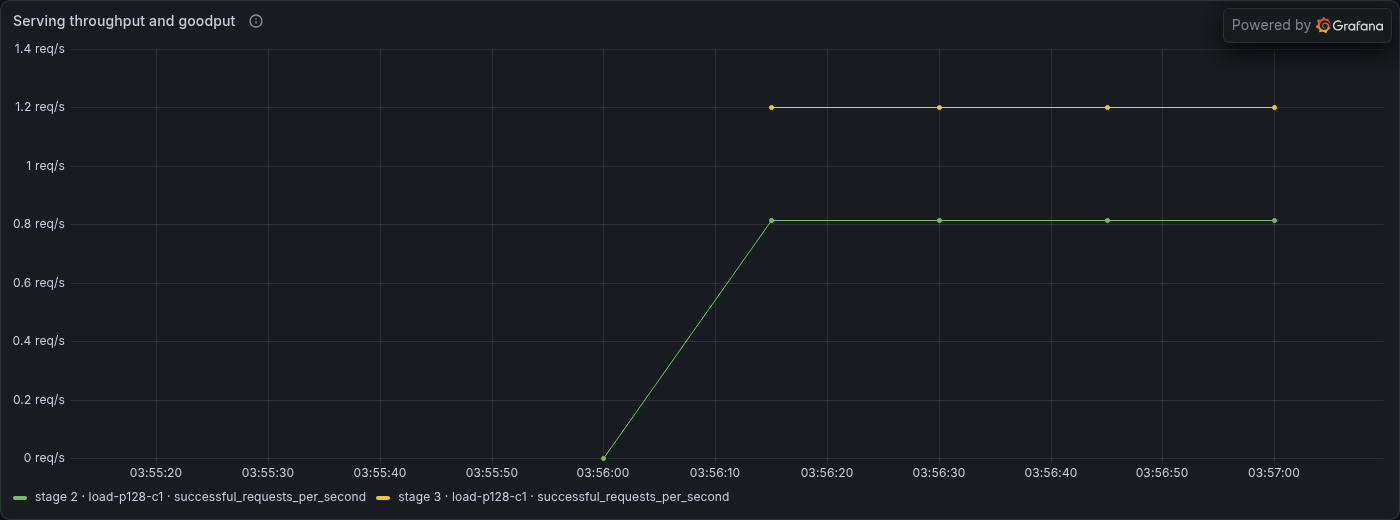 Serving throughput and goodput
Powered by Grafana
1.4 req/s
1.2 req/s
1 req/s
0.8 req/s
0.6 req/s
0.4 req/s
0.2 req/s
0 req/s
03:55:20 03:55:30 03:55:40 03:55:50 03:56:00 03:56:10 03:56:20 03:56:30 03:56:40 03:56:50 03:57:00
stage 2 · load-p128-c1 · successful_requests_per_second stage 3 · load-p128-c1 · successful_requests_per_second